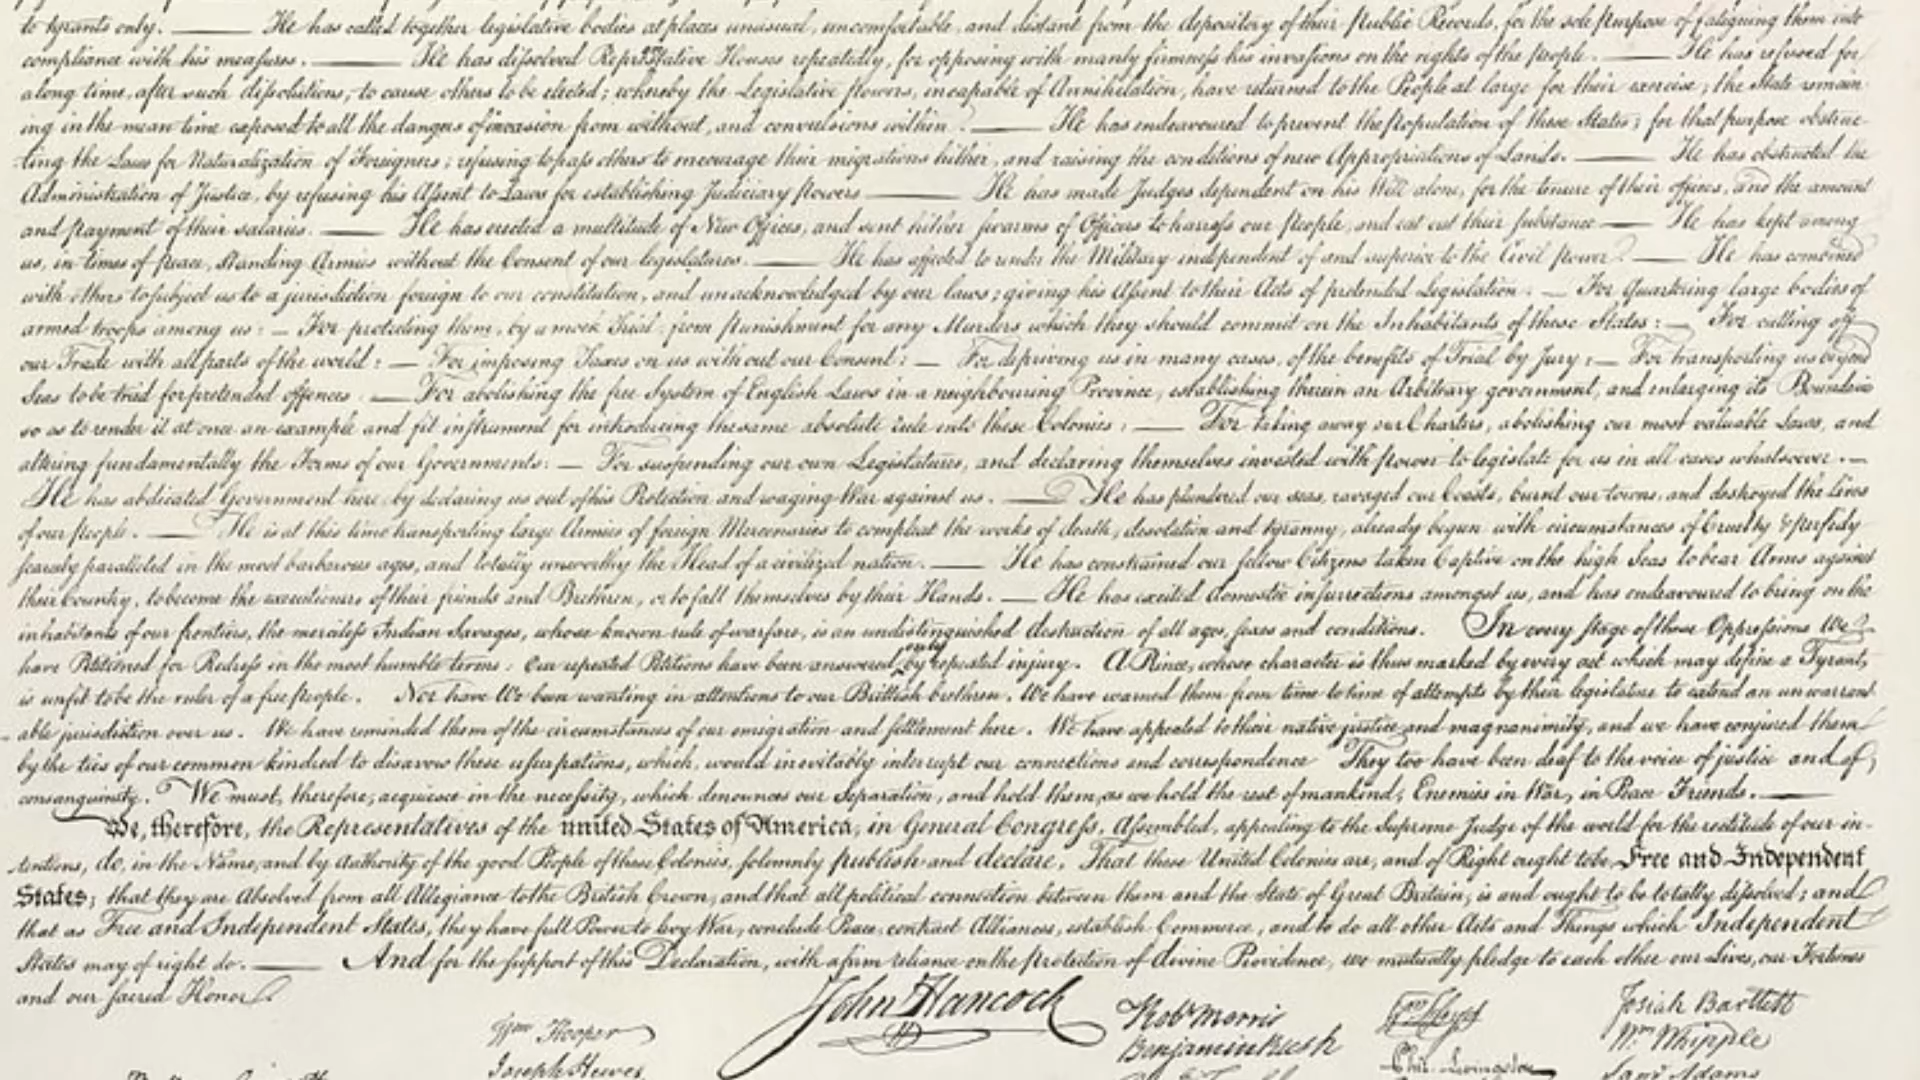 to tyrants only. —— He has called together legislative bodies at places unusual, uncomfortable, and distant from the depository of their Public Records, for the sole purpose of fatiguing them into
compliance with his measures. —— He has dissolved Representative Houses repeatedly, for opposing with manly firmness his invasions on the rights of the people. —— He has refused for
a long time, after such dissolutions, to cause others to be elected; whereby the Legislative powers, incapable of Annihilation, have returned to the People at large for their exercise; the State remain-
ing in the mean time exposed to all the dangers of invasion from without, and convulsions within. —— He has endeavoured to prevent the population of these States; for that purpose obstruc-
ting the Laws for Naturalization of Foreigners; refusing to pass others to encourage their migrations hither, and raising the conditions of new Appropriations of Lands. —— He has obstructed the
Administration of Justice, by refusing his Assent to Laws for establishing Judiciary powers —— He has made Judges dependent on his Will alone, for the tenure of their offices, and the amount
and payment of their salaries. —— He has erected a multitude of New Offices, and sent hither swarms of Officers to harrass our people, and eat out their substance —— He has kept among
us, in times of peace, Standing Armies without the Consent of our legislatures. —— He has affected to render the Military independent of and superior to the Civil power. —— He has combined
with others to subject us to a jurisdiction foreign to our constitution, and unacknowledged by our laws; giving his Assent to their Acts of pretended Legislation. — For Quartering large bodies of
armed troops among us: — For protecting them, by a mock Trial, from punishment for any Murders which they should commit on the Inhabitants of these States: — For cutting off
our Trade with all parts of the world: — For imposing Taxes on us without our Consent: — For depriving us in many cases, of the benefits of Trial by Jury: — For transporting us beyond
Seas to be tried for pretended offences — For abolishing the free System of English Laws in a neighbouring Province, establishing therein an Arbitrary government, and enlarging its Boundaries
so as to render it at once an example and fit instrument for introducing the same absolute rule into these Colonies: —— For taking away our Charters, abolishing our most valuable Laws, and
altering fundamentally the Forms of our Governments: — For suspending our own Legislatures, and declaring themselves invested with power to legislate for us in all cases whatsoever. —
He has abdicated Government here, by declaring us out of his Protection and waging War against us. —— He has plundered our seas, ravaged our Coasts, burnt our towns, and destroyed the lives
of our people. —— He is at this time transporting large Armies of foreign Mercenaries to compleat the works of death, desolation and tyranny, already begun with circumstances of Cruelty & perfidy
scarcely paralleled in the most barbarous ages, and totally unworthy the Head of a civilized nation. —— He has constrained our fellow Citizens taken Captive on the high Seas to bear Arms against
their Country, to become the executioners of their friends and Brethren, or to fall themselves by their Hands. — He has excited domestic insurrections amongst us, and has endeavoured to bring on the
inhabitants of our frontiers, the merciless Indian Savages, whose known rule of warfare, is an undistinguished destruction of all ages, sexes and conditions. In every stage of these Oppressions We
have Petitioned for Redress in the most humble terms: Our repeated Petitions have been answered only by repeated injury. A Prince, whose character is thus marked by every act which may define a Tyrant,
is unfit to be the ruler of a free people. Nor have We been wanting in attentions to our Brittish brethren. We have warned them from time to time of attempts by their legislature to extend an unwarrant-
able jurisdiction over us. We have reminded them of the circumstances of our emigration and settlement here. We have appealed to their native justice and magnanimity, and we have conjured them
by the ties of our common kindred to disavow these usurpations, which, would inevitably interrupt our connections and correspondence They too have been deaf to the voice of justice and of
consanguinity. We must, therefore, acquiesce in the necessity, which denounces our Separation, and hold them, as we hold the rest of mankind, Enemies in War, in Peace Friends. ——
We, therefore, the Representatives of the united States of America, in General Congress, Assembled, appealing to the Supreme Judge of the world for the rectitude of our in-
tentions, do, in the Name, and by Authority of the good People of these Colonies, solemnly publish and declare, That these United Colonies are, and of Right ought to be Free and Independent
States; that they are Absolved from all Allegiance to the British Crown, and that all political connection between them and the State of Great Britain, is and ought to be totally dissolved; and
that as Free and Independent States, they have full Power to levy War, conclude Peace, contract Alliances, establish Commerce, and to do all other Acts and Things which Independent
States may of right do. —— And for the support of this Declaration, with a firm reliance on the protection of divine Providence, we mutually pledge to each other our Lives, our Fortunes
and our sacred Honor.
John Hancock
Wm Hooper
Joseph Hewes,
Robt Morris
Benjamin Rush
Wm Floyd
Phil. Livingston
Josiah Bartlett
Wm Whipple
Saml Adams